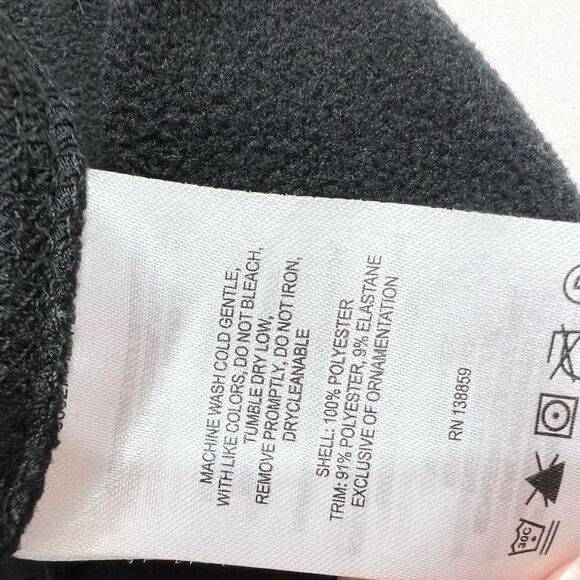 MACHINE WASH COLD GENTLE,
WITH LIKE COLORS, DO NOT BLEACH,
TUMBLE DRY LOW,
REMOVE PROMPTLY, DO NOT IRON,
DRYCLEANABLE
SHELL: 100% POLYESTER
TRIM: 91% POLYESTER, 9% ELASTANE
EXCLUSIVE OF ORNAMENTATION
RN 138859
30C